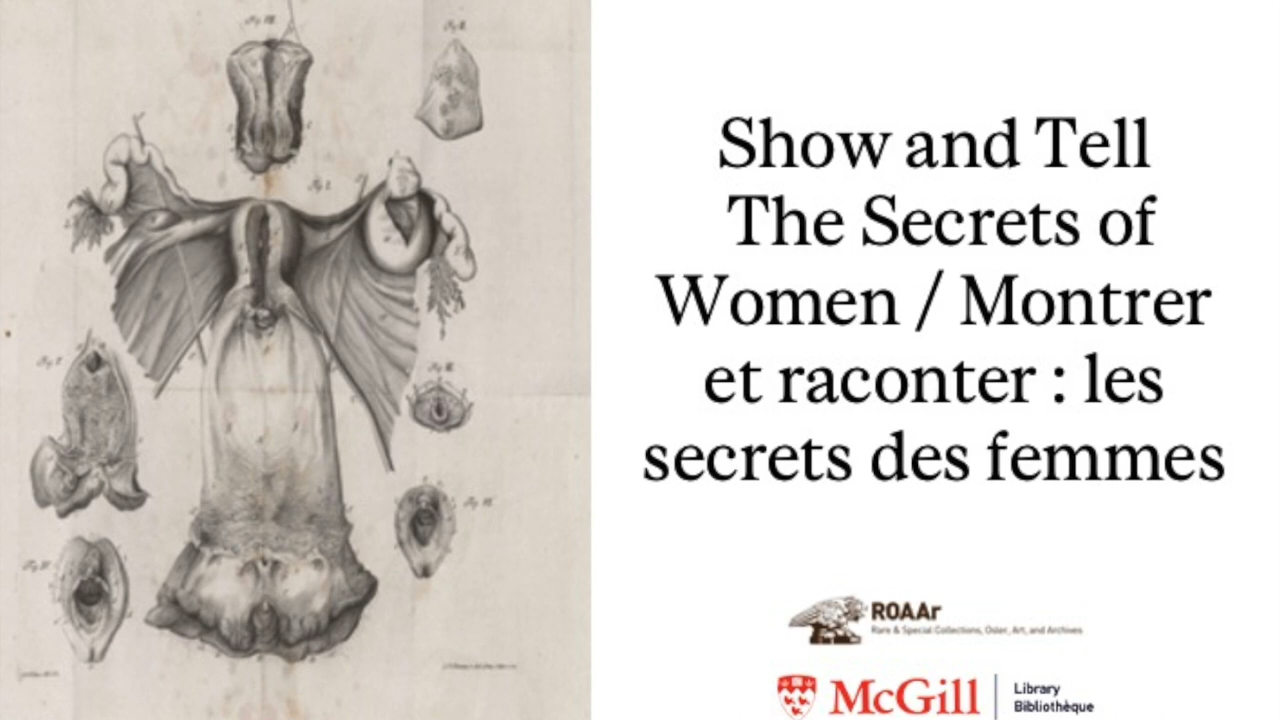 Show and Tell
The Secrets of
Women / Montrer
et raconter : les
secrets des femmes
ROAAr
Rare & Special Collections, Osler, Art, and Archives
McGill
Library
Bibliothèque